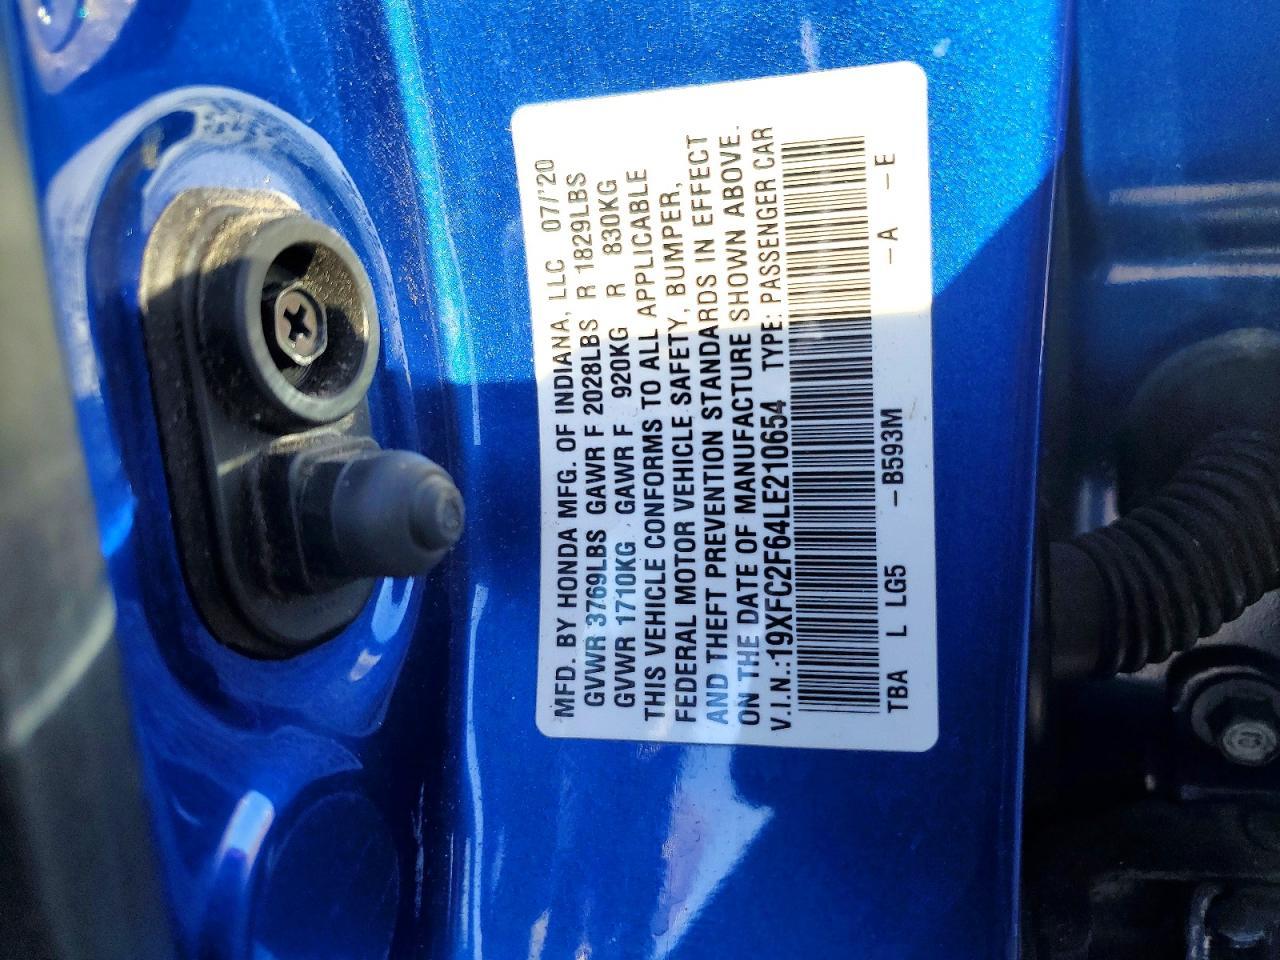 MFD. BY HONDA MFG. OF INDIANA, LLC 07/'20
GVWR 3769LBS GAWR F 2028LBS R 1829LBS
GVWR 1710KG GAWR F 920KG R 830KG
THIS VEHICLE CONFORMS TO ALL APPLICABLE
FEDERAL MOTOR VEHICLE SAFETY, BUMPER,
AND THEFT PREVENTION STANDARDS IN EFFECT
ON THE DATE OF MANUFACTURE SHOWN ABOVE.
V.I.N.:19XFC2F64LE210654 TYPE: PASSENGER CAR
TBA L LG5 -B593M -A -E